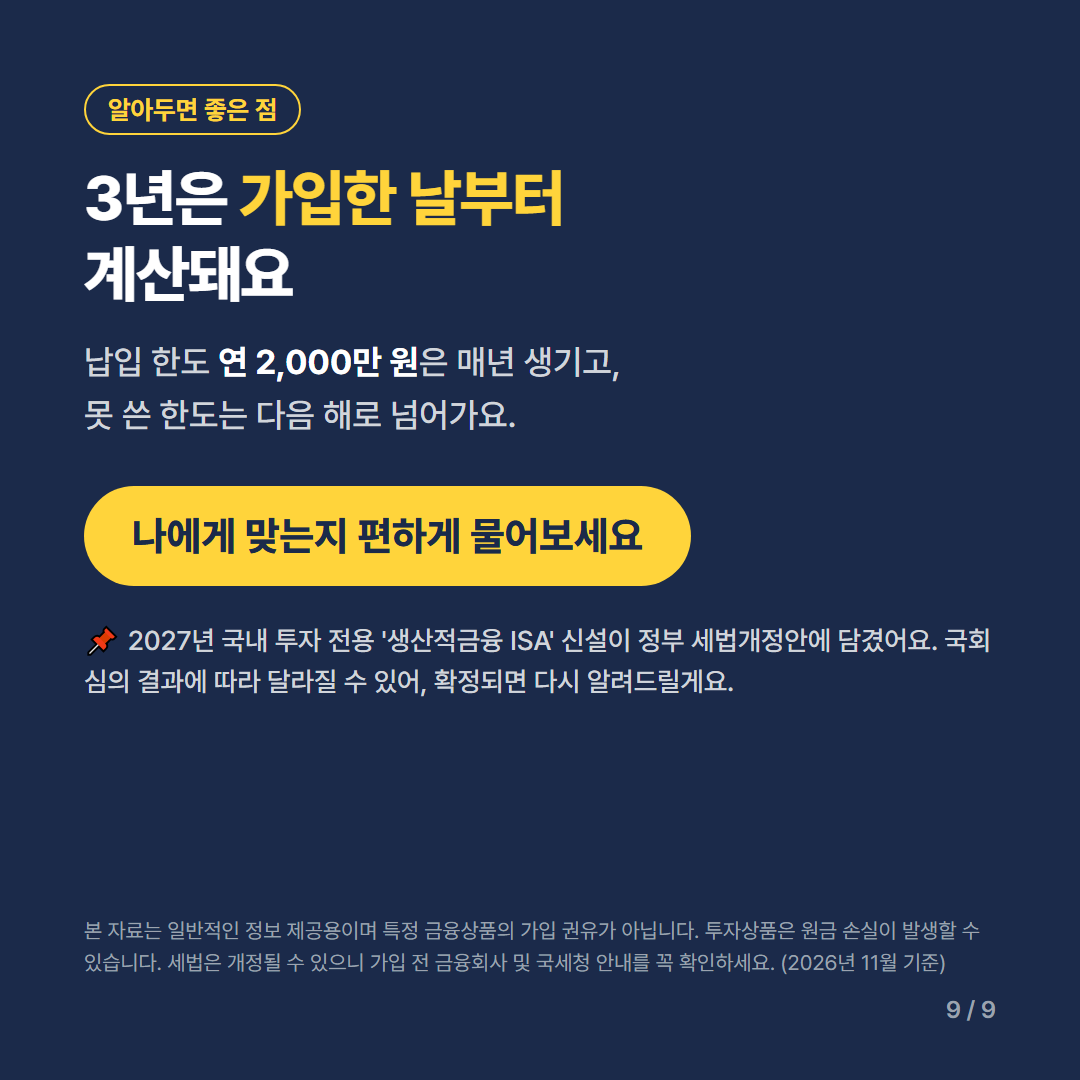 알아두면 좋은 점
3년은 가입한 날부터
계산돼요
납입 한도 연 2,000만 원은 매년 생기고,
못 쓴 한도는 다음 해로 넘어가요.
나에게 맞는지 편하게 물어보세요
📌 2027년 국내 투자 전용 '생산적금융 ISA' 신설이 정부 세법개정안에 담겼어요. 국회
심의 결과에 따라 달라질 수 있어, 확정되면 다시 알려드릴게요.
본 자료는 일반적인 정보 제공용이며 특정 금융상품의 가입 권유가 아닙니다. 투자상품은 원금 손실이 발생할 수
있습니다. 세법은 개정될 수 있으니 가입 전 금융회사 및 국세청 안내를 꼭 확인하세요. (2026년 11월 기준)
9 / 9